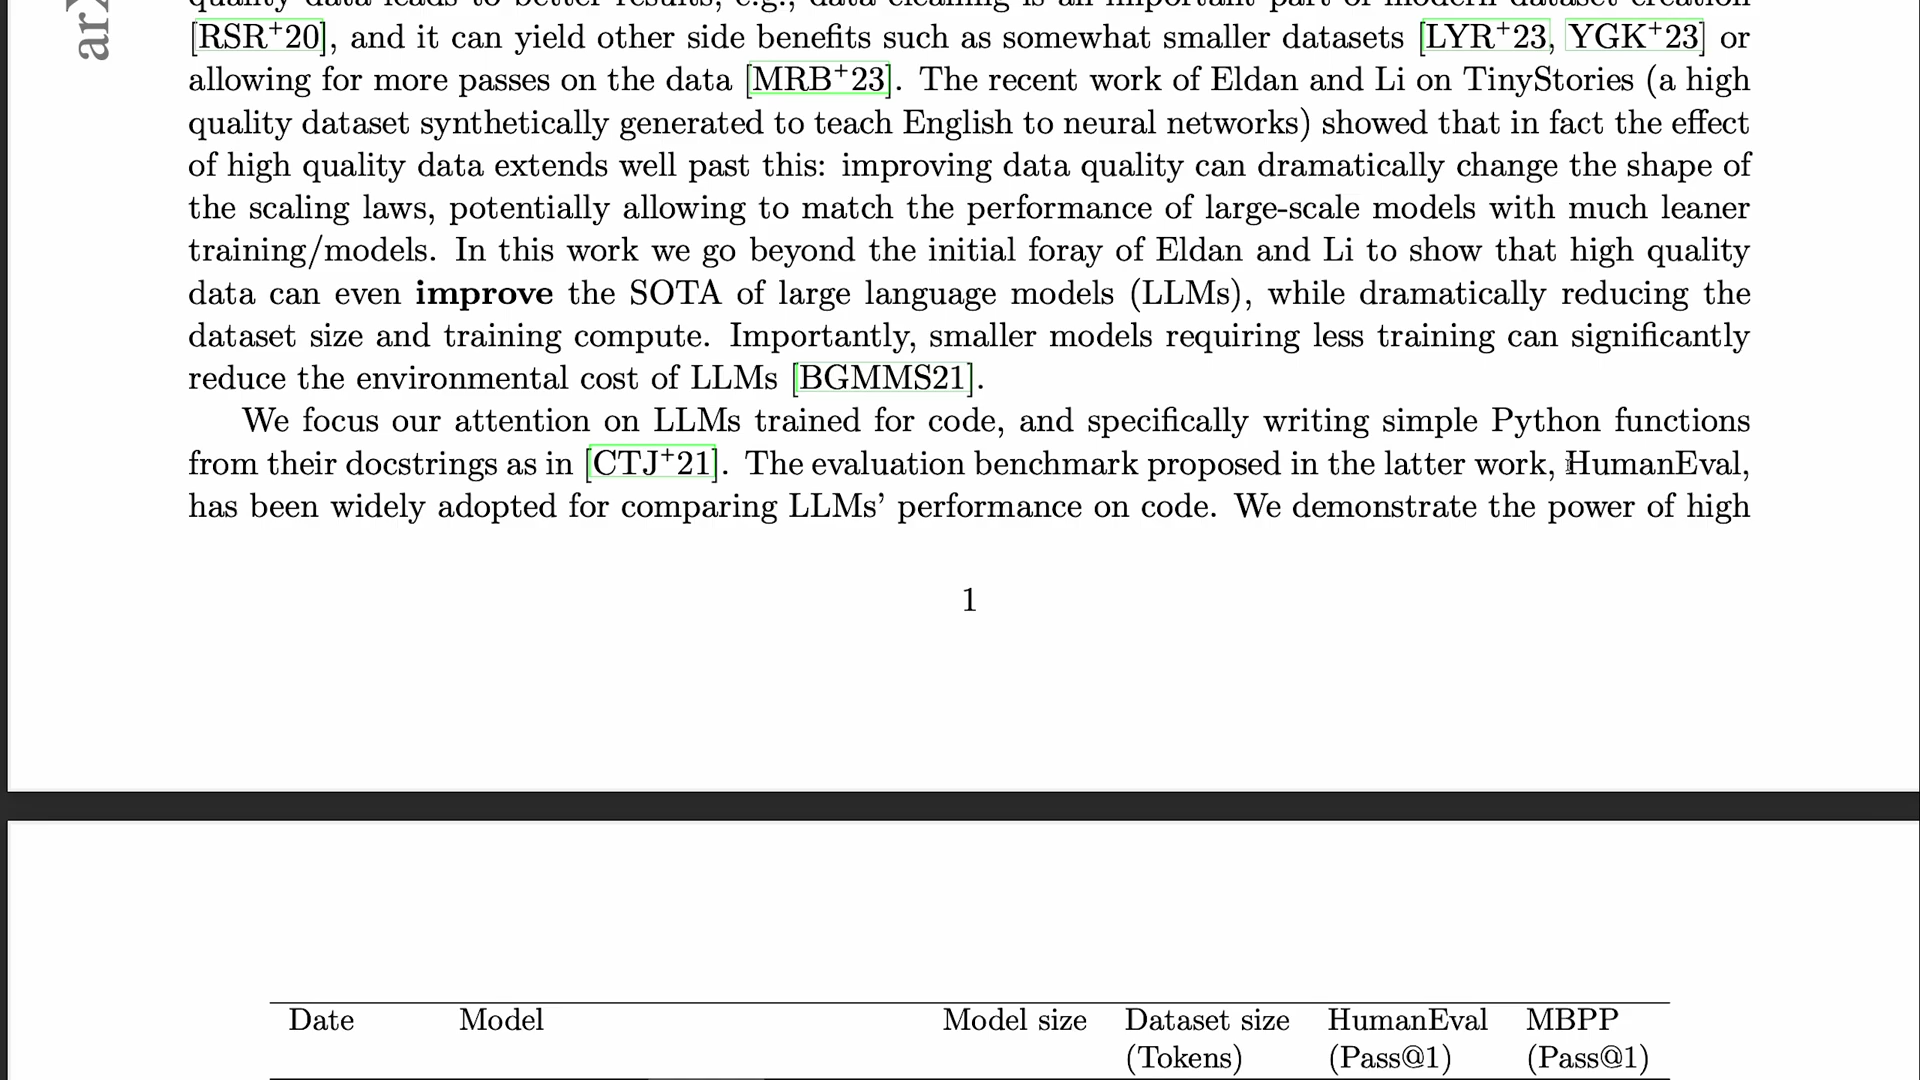 quality data leads to better results, e.g., data cleaning is an important part of modern dataset creation
[RSR+20], and it can yield other side benefits such as somewhat smaller datasets [LYR+23, YGK+23] or
allowing for more passes on the data [MRB+23]. The recent work of Eldan and Li on TinyStories (a high
quality dataset synthetically generated to teach English to neural networks) showed that in fact the effect
of high quality data extends well past this: improving data quality can dramatically change the shape of
the scaling laws, potentially allowing to match the performance of large-scale models with much leaner
training/models. In this work we go beyond the initial foray of Eldan and Li to show that high quality
data can even improve the SOTA of large language models (LLMs), while dramatically reducing the
dataset size and training compute. Importantly, smaller models requiring less training can significantly
reduce the environmental cost of LLMs [BGMMS21].
We focus our attention on LLMs trained for code, and specifically writing simple Python functions
from their docstrings as in [CTJ+21]. The evaluation benchmark proposed in the latter work, HumanEval,
has been widely adopted for comparing LLMs' performance on code. We demonstrate the power of high
1
Date Model Model size Dataset size HumanEval MBPP
(Tokens) (Pass@1) (Pass@1)